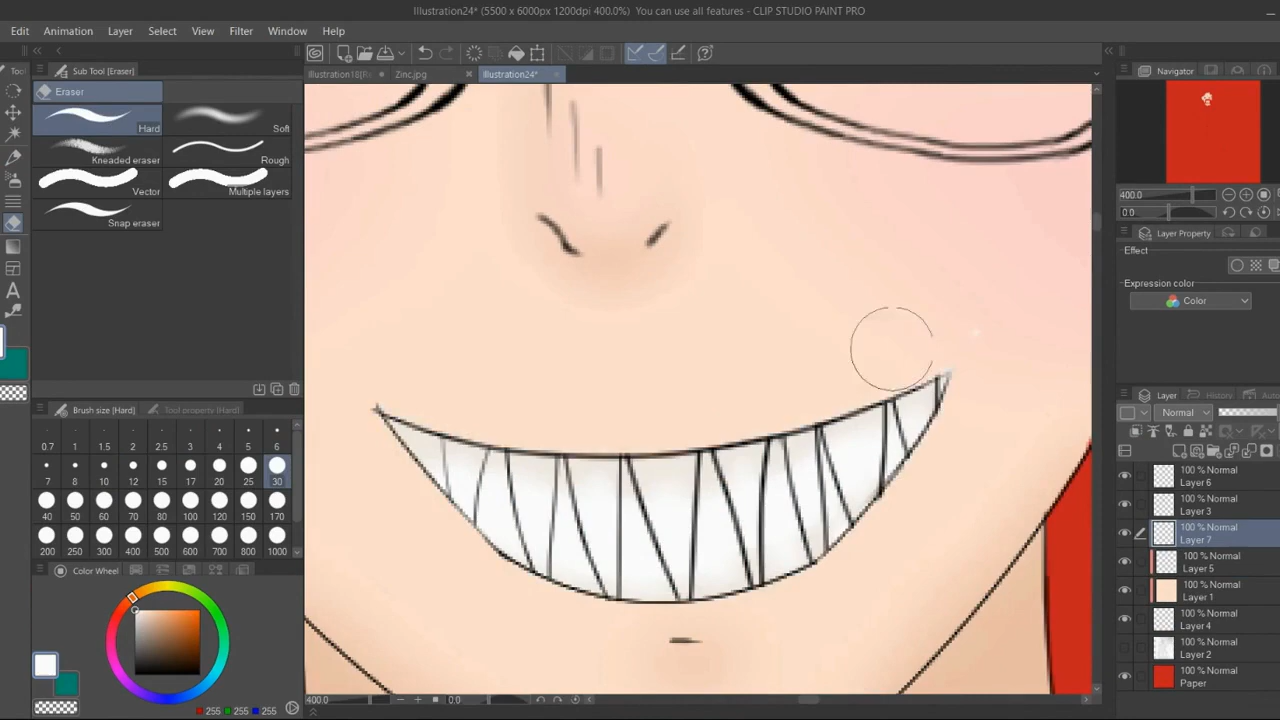 Illustration24* (5500 x 6000px 1200dpi 400.0%)  You can use all features - CLIP STUDIO PAINT PRO
Edit Animation Layer Select View Filter Window Help
Tool
Sub Tool [Eraser]
Illustration18[R
Zinc.jpg
Illustration24*
Navigator
Eraser
Hard
Soft
Kneaded eraser
Rough
Vector
Multiple layers
Snap eraser
400.0
0.0
Layer Property
Effect
Expression color
Color
Brush size [Hard]
Tool property [Hard]
0.7 1 1.5 2 2.5 3 4 5 6
7 8 10 12 15 17 20 25 30
40 50 60 70 80 100 120 150 170
200 250 300 400 500 600 700 800 1000
Color Wheel
255 255 255
400.0
0.0
Layer
History
Auto
Normal
100 % Normal
Layer 6
100 % Normal
Layer 3
100 % Normal
Layer 7
100 % Normal
Layer 5
100 % Normal
Layer 1
100 % Normal
Layer 4
100 % Normal
Layer 2
100 % Normal
Paper